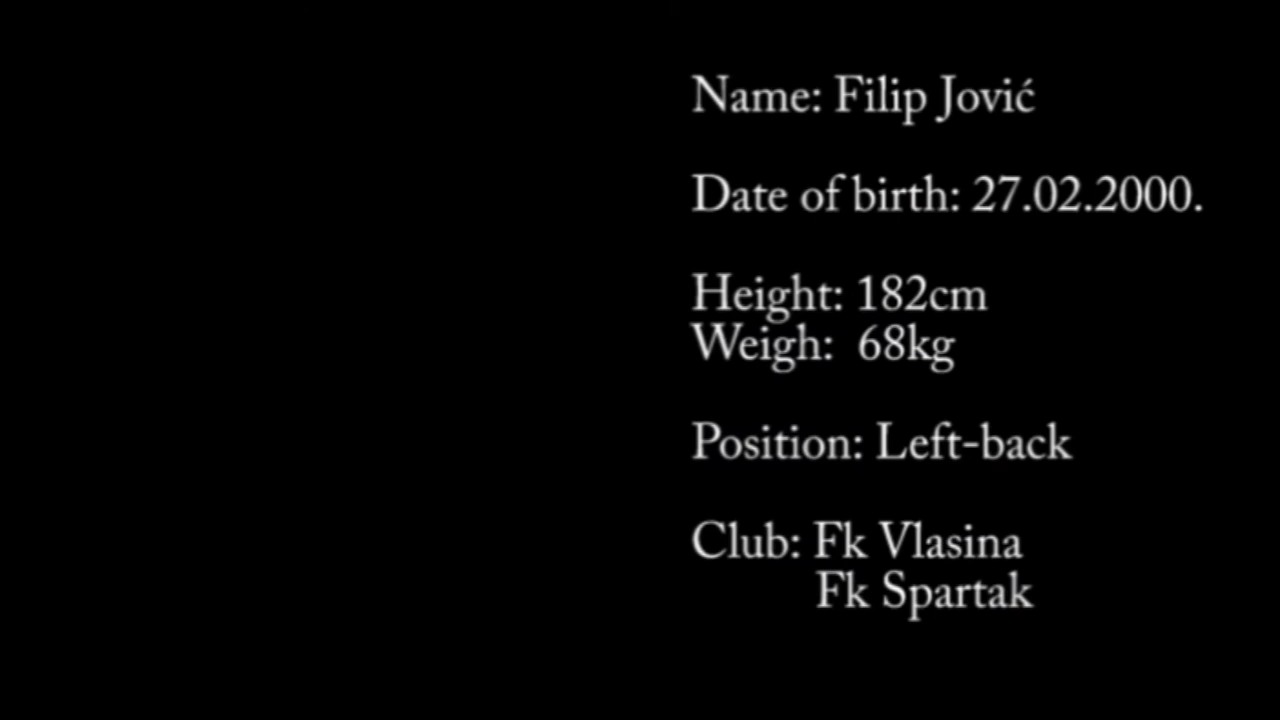 Name: Filip Jović
Date of birth: 27.02.2000.
Height: 182cm
Weigh: 68kg
Position: Left-back
Club: Fk Vlasina
Fk Spartak